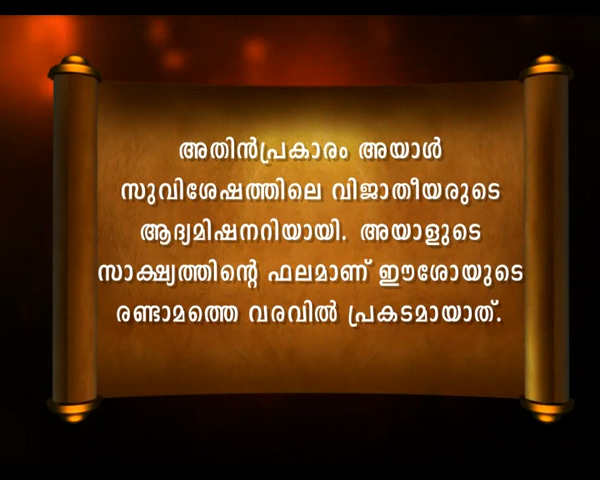 അതിൻപ്രകാരം അയാൾ
സുവിശേഷത്തിലെ വിജാതീയരുടെ
ആദ്യമിഷനറിയായി. അയാളുടെ
സാക്ഷ്യത്തിന്റെ ഫലമാണ് ഈശോയുടെ
രണ്ടാമത്തെ വരവിൽ പ്രകടമായത്.